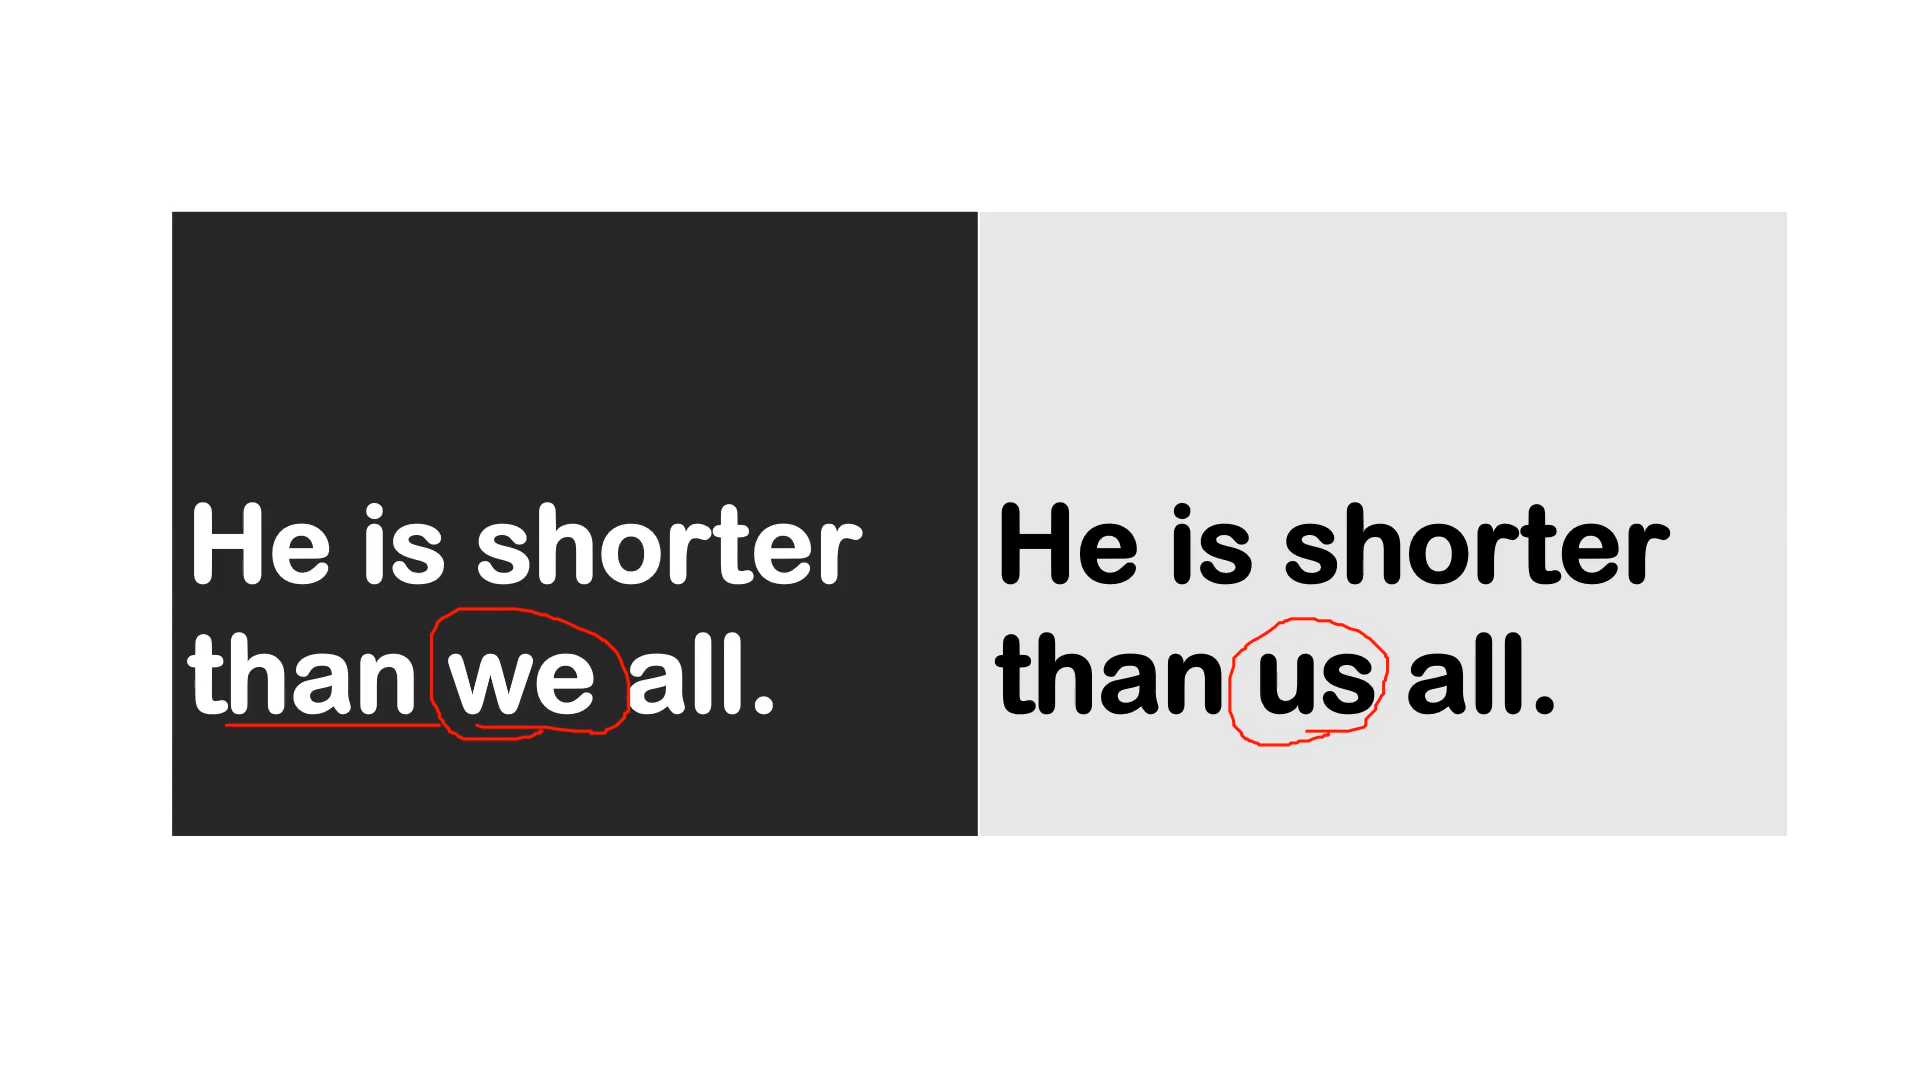 He is shorter
than we all.
He is shorter
than us all.